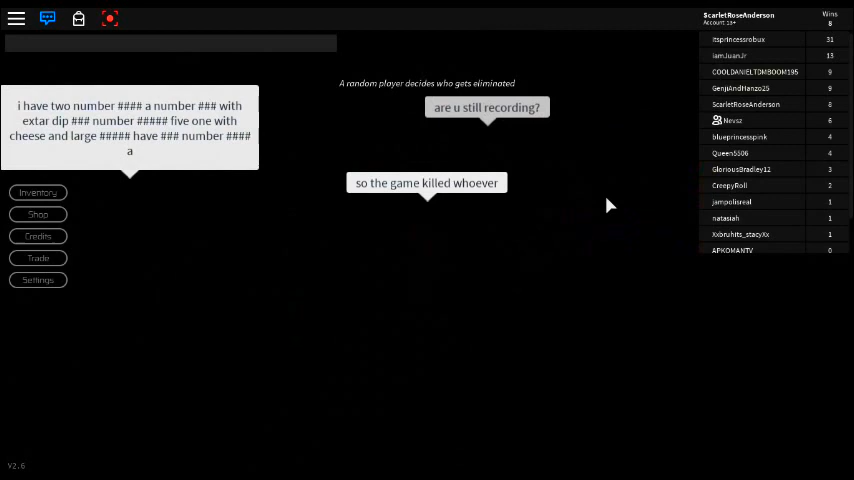 ScarletRoseAnderson
Account: 13+
Wins
8
itsprincessrobux 31
iamJuanJr 13
COOLDANIELTDMBOOM195 9
GenjiAndHanzo25 9
ScarletRoseAnderson 8
Nevsz 6
blueprincesspink 4
Queen5506 4
GloriousBradley12 3
CreepyRoll 2
jampolisreal 1
natasiah 1
Xxbruhits_stacyXx 1
APKOMANTV 0
A random player decides who gets eliminated
are u still recording?
i have two number #### a number ### with
extar dip ### number ##### five one with
cheese and large ##### have ### number ####
a
so the game killed whoever
Inventory
Shop
Credits
Trade
Settings
V2.6